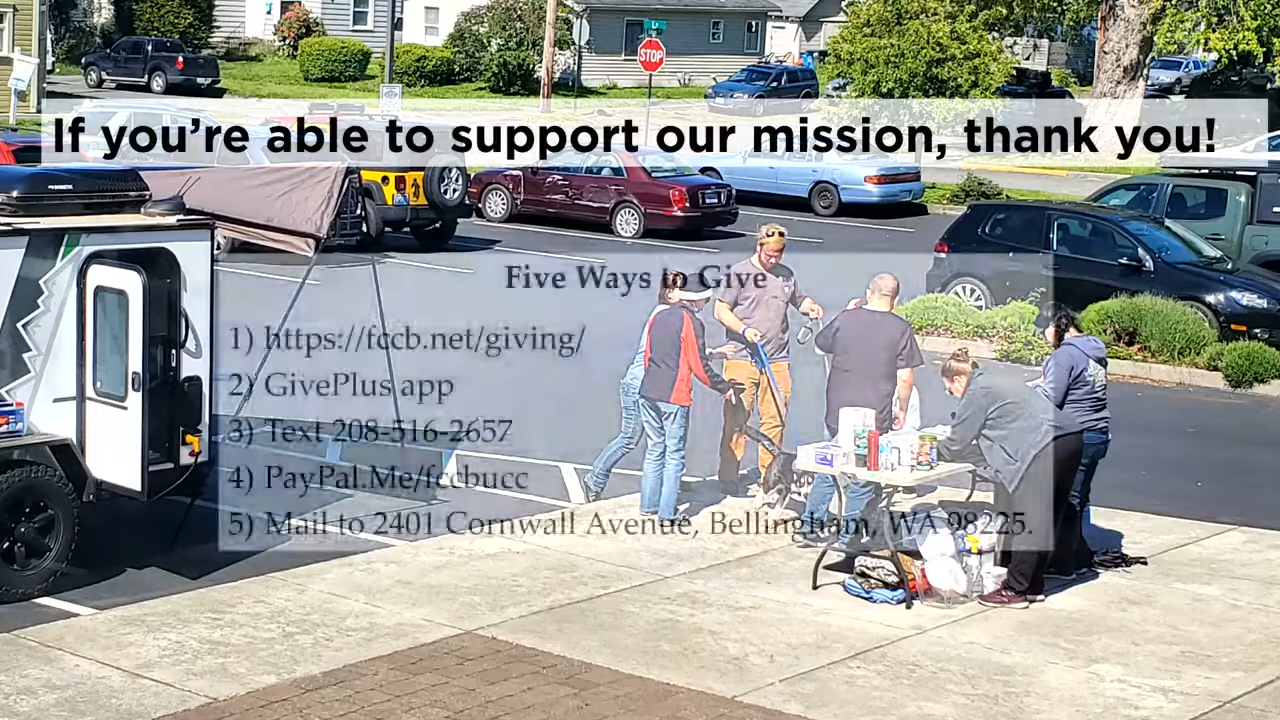 STOP
If you're able to support our mission, thank you!
Five Ways to Give
1) https://fccb.net/giving/
2) GivePlus app
3) Text 208-516-2657
4) PayPal.Me/fccbucc
5) Mail to 2401 Cornwall Avenue, Bellingham, WA 98225.